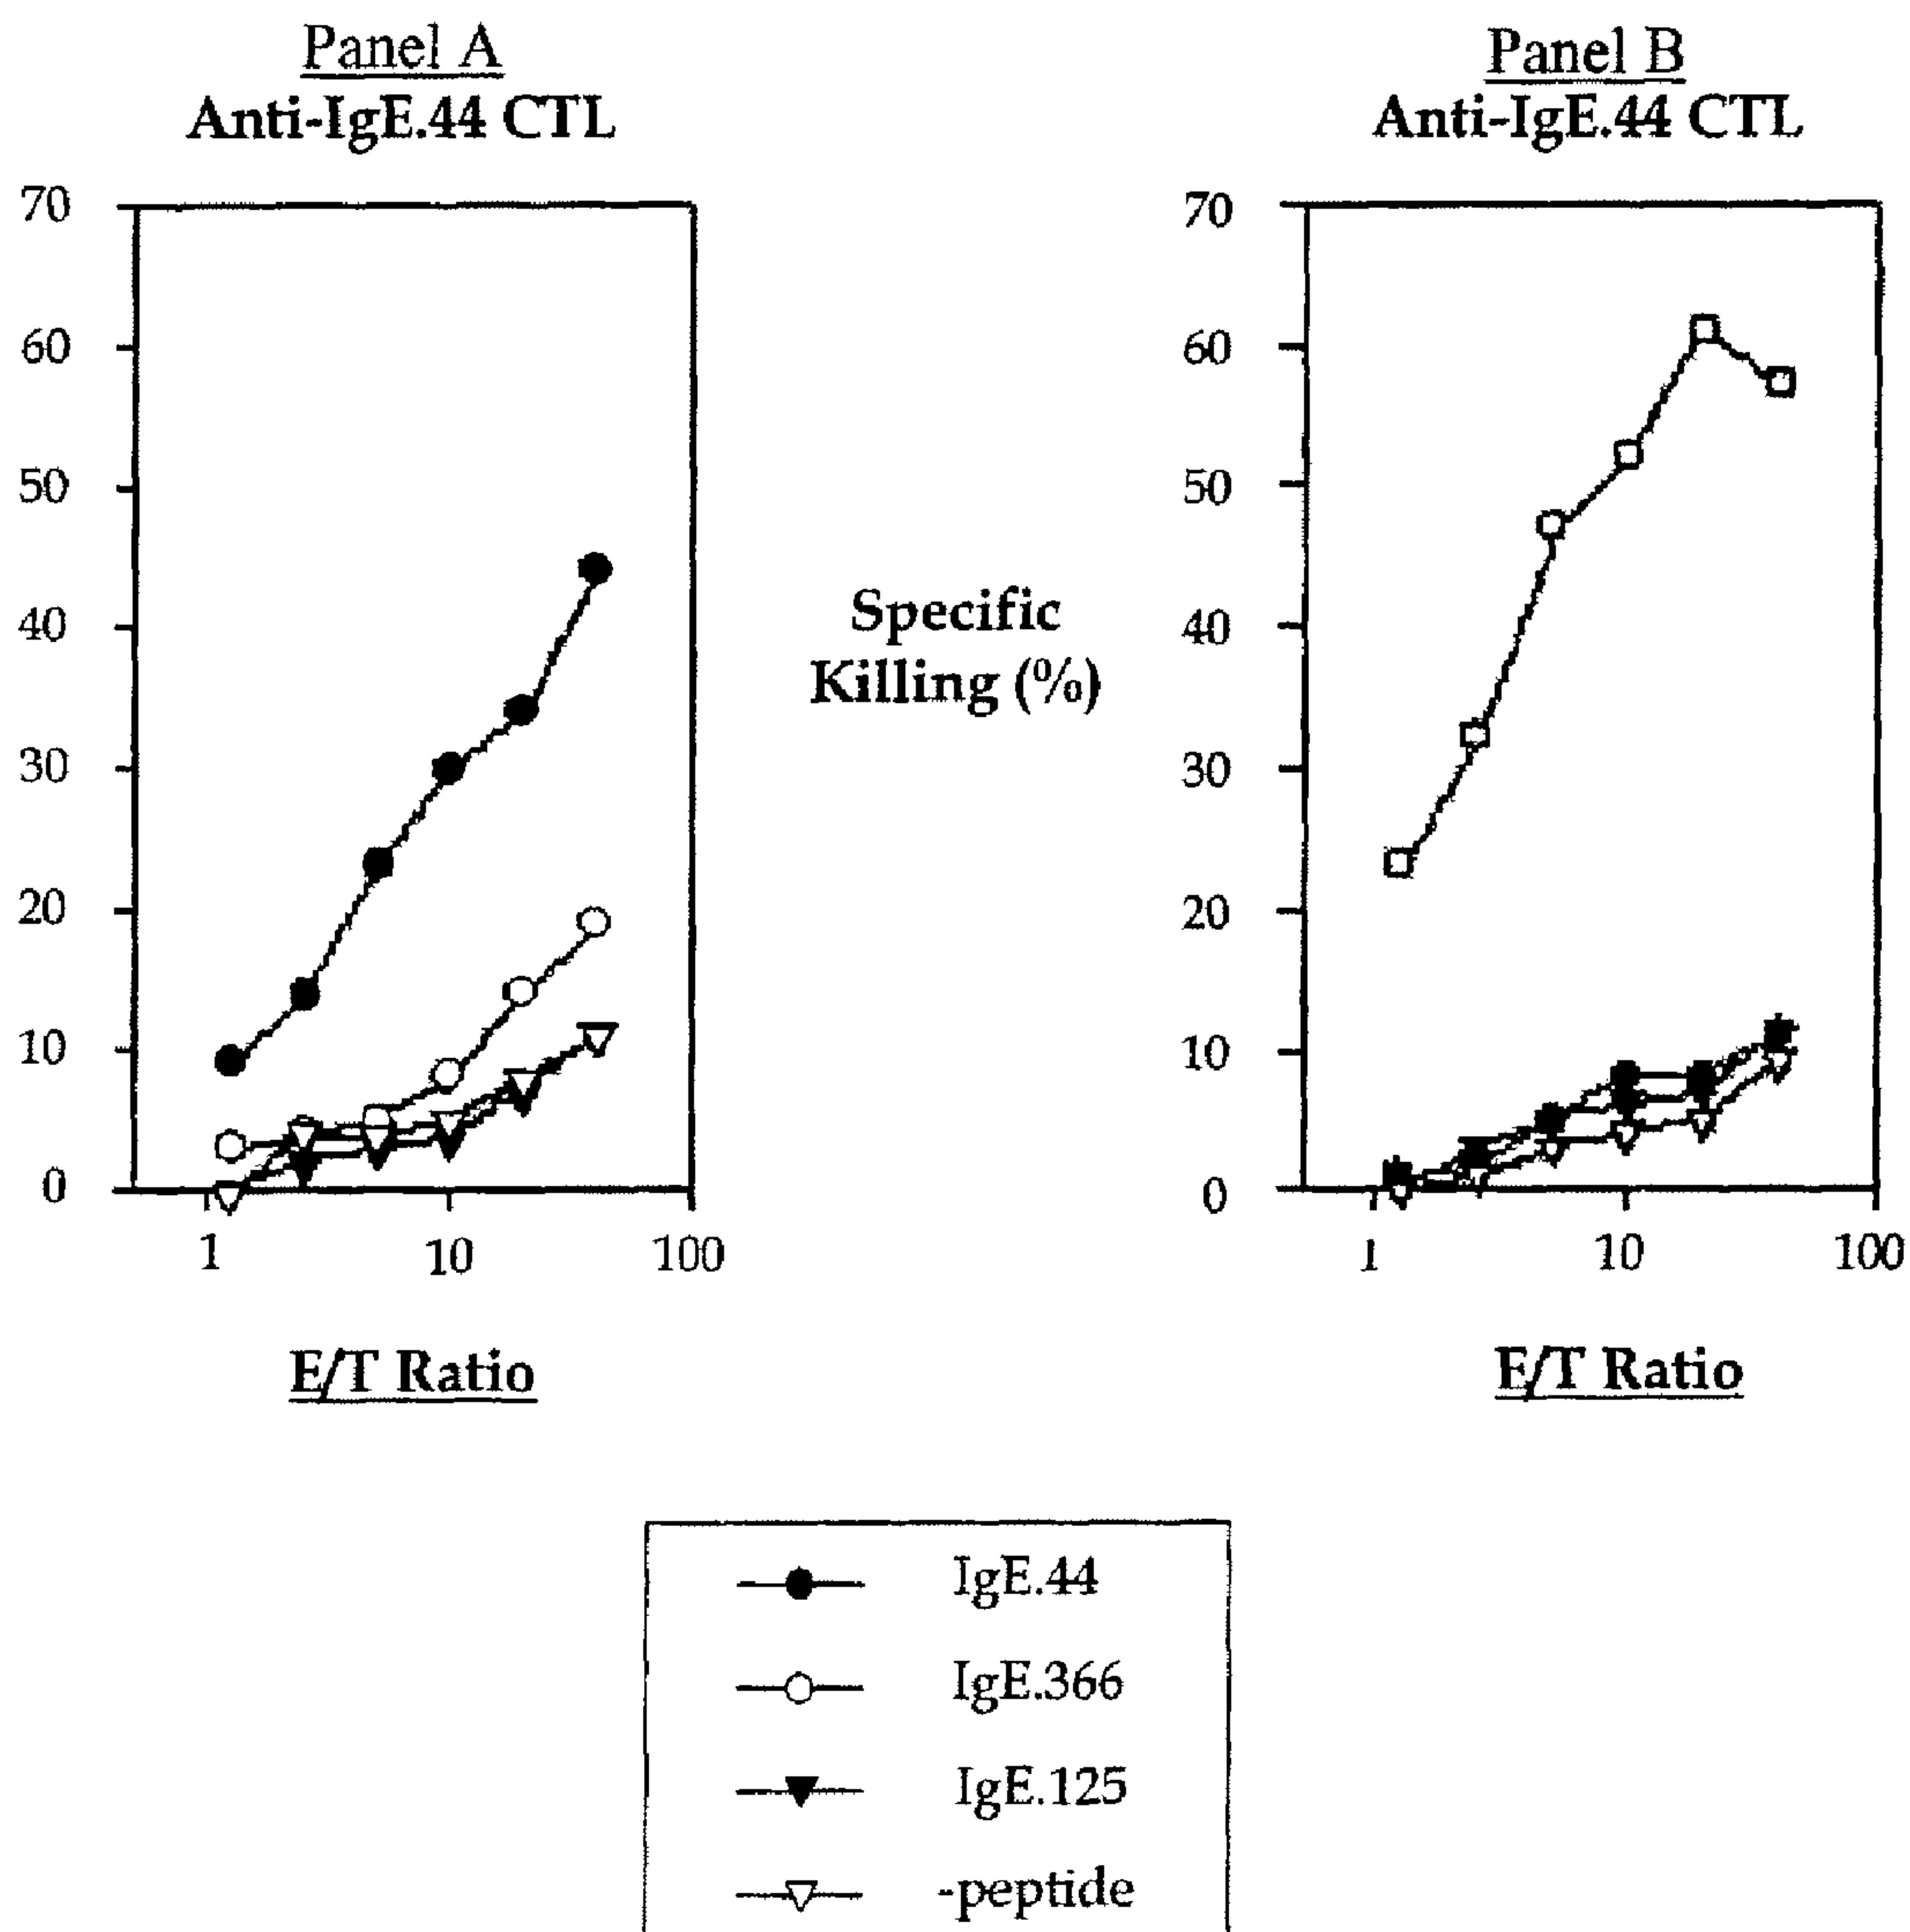 Panel A
Anti-IgE.44 CTL
70
60
50
40
30
20
10
0
1
10
100
E/T Ratio
Specific
Killing (%)
Panel B
Anti-IgE.44 CTL
70
60
50
40
30
20
10
0
1
10
100
E/T Ratio
IgE.44
IgE.366
IgE.125
-peptide